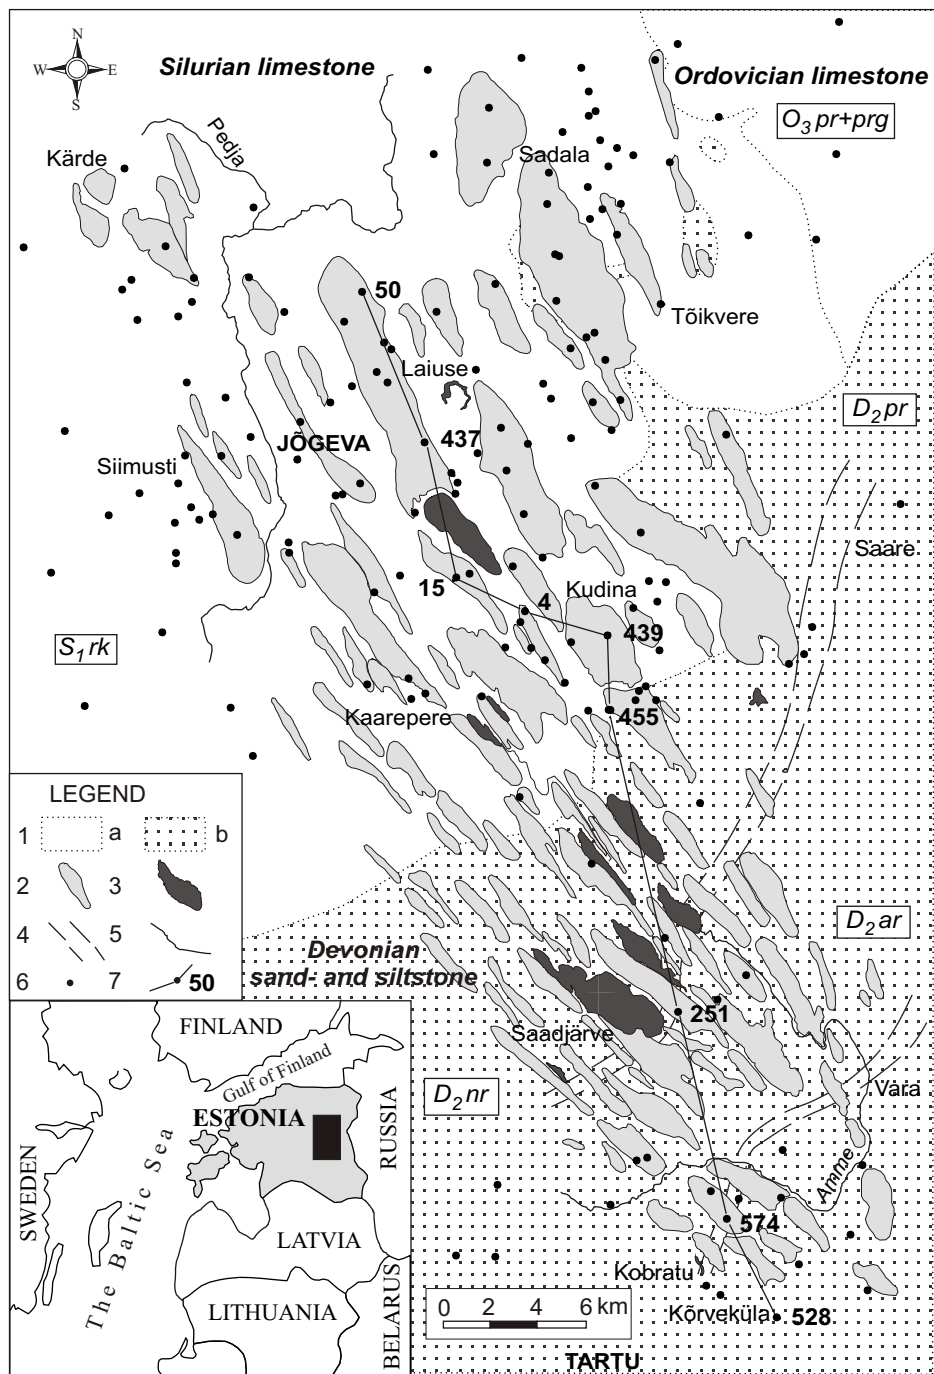 N
W E
S
Silurian limestone
Ordovician limestone
O3 pr+prg
Pedja
Kärde
Sadala
50
Tõikvere
Laiuse
D2 pr
437
JÕGEVA
Siimusti
Saare
15
4
Kudina
439
S1 rk
Kaarepere
455
LEGEND
1 a b
2 3
4 5
6 7 50
D2 ar
Devonian
sand- and siltstone
251
Saadjärve
D2 nr
Vara
Amme
574
Kobratu
Kõrveküla
528
0 2 4 6 km
TARTU
FINLAND
Gulf of Finland
ESTONIA
RUSSIA
SWEDEN
The Baltic Sea
LATVIA
LITHUANIA
BELARUS